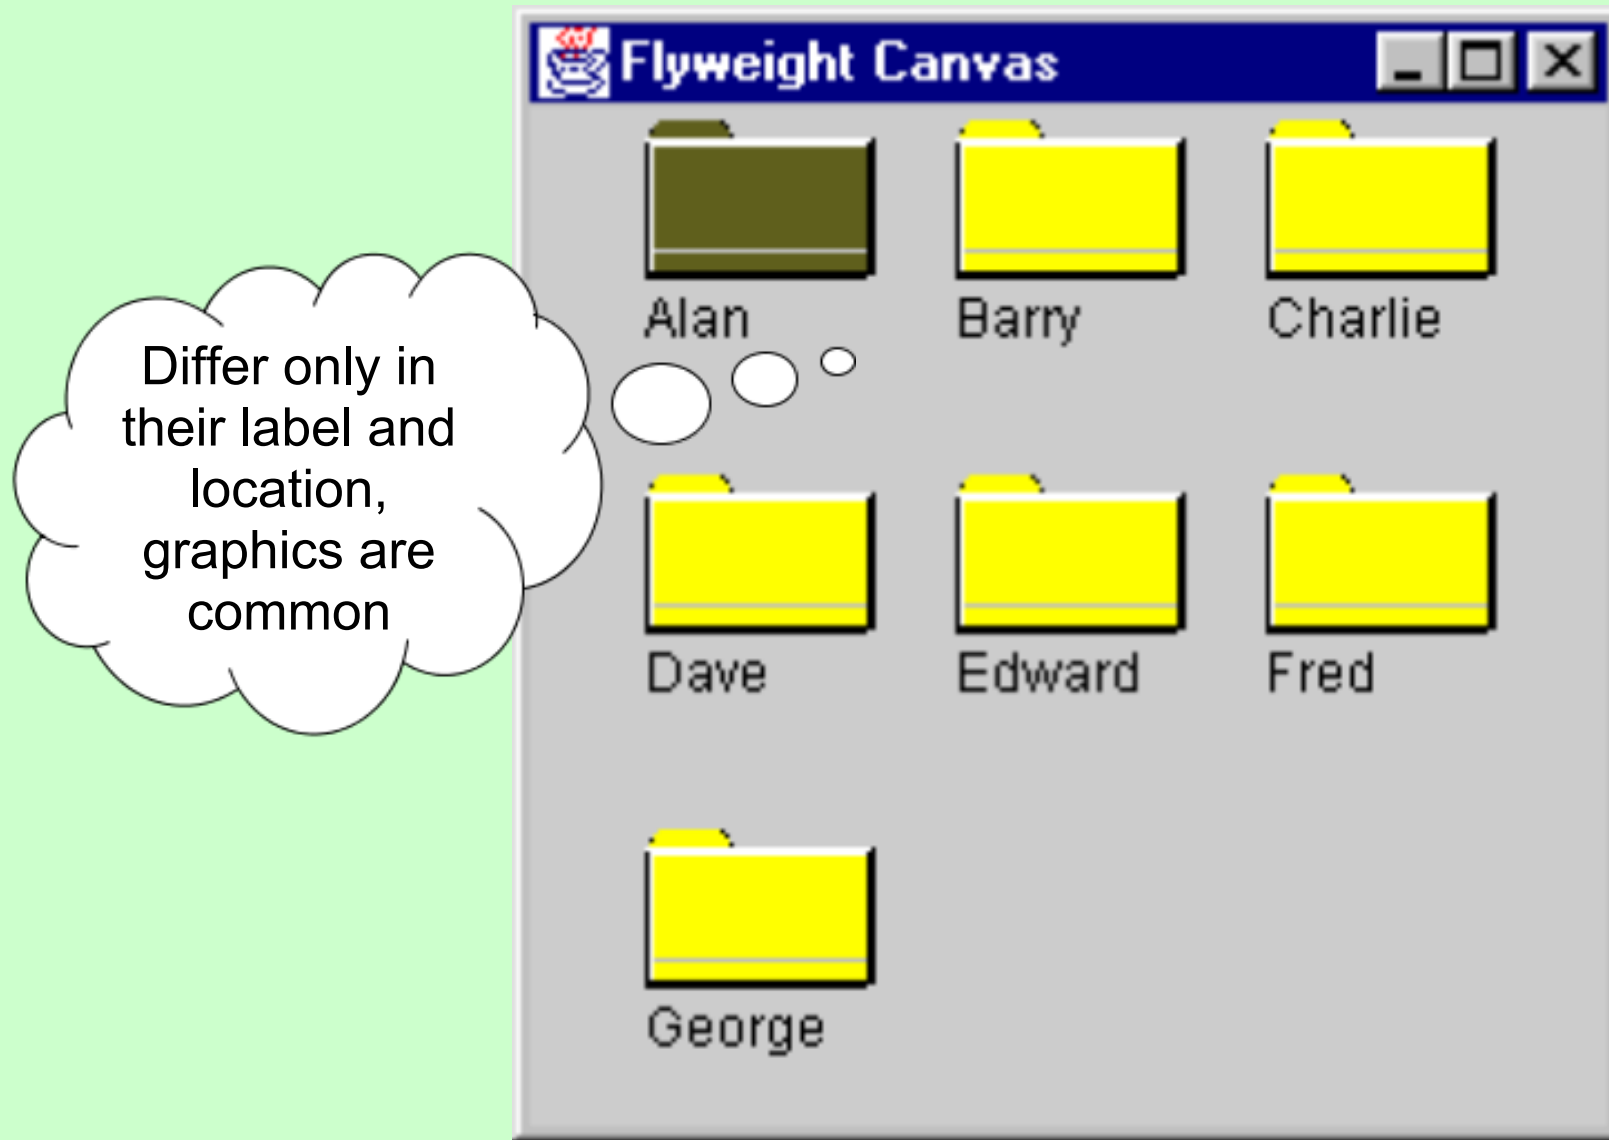 Flyweight Canvas
Alan
Barry
Charlie
Differ only in
their label and
location,
graphics are
common
Dave
Edward
Fred
George